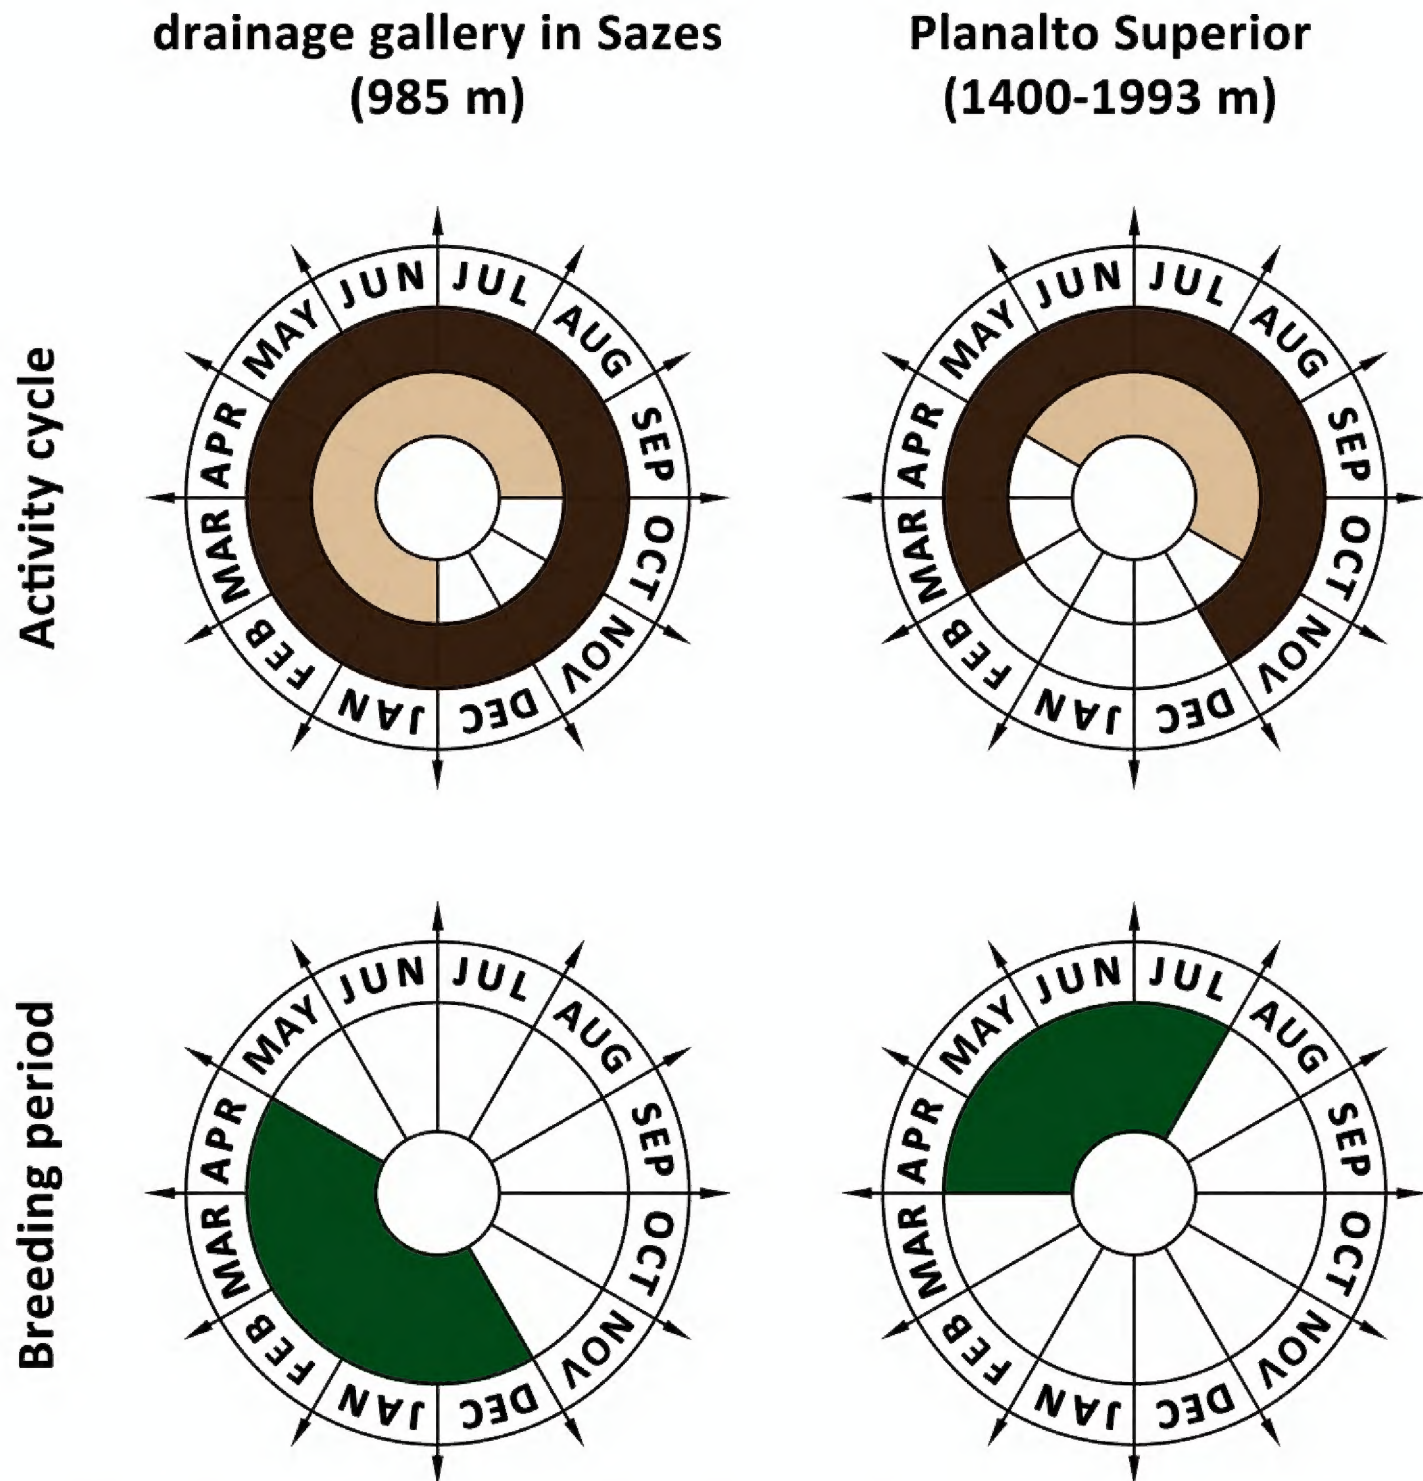 drainage gallery in Sazes
(985 m)
Planalto Superior
(1400-1993 m)
Activity cycle
JUL
AUG
SEP
OCT
NOV
DEC
JAN
FEB
MAR
APR
MAY
JUN
JUL
AUG
SEP
OCT
NOV
DEC
JAN
FEB
MAR
APR
MAY
JUN
Breeding period
JUL
AUG
SEP
OCT
NOV
DEC
JAN
FEB
MAR
APR
MAY
JUN
JUL
AUG
SEP
OCT
NOV
DEC
JAN
FEB
MAR
APR
MAY
JUN